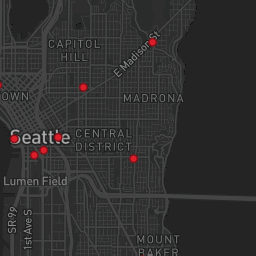 CAPITOL
HILL
E Madison St
OWN
MADRONA
Seattle
CENTRAL
DISTRICT
Lumen Field
SR 99
1st Ave S
MOUNT
BAKER